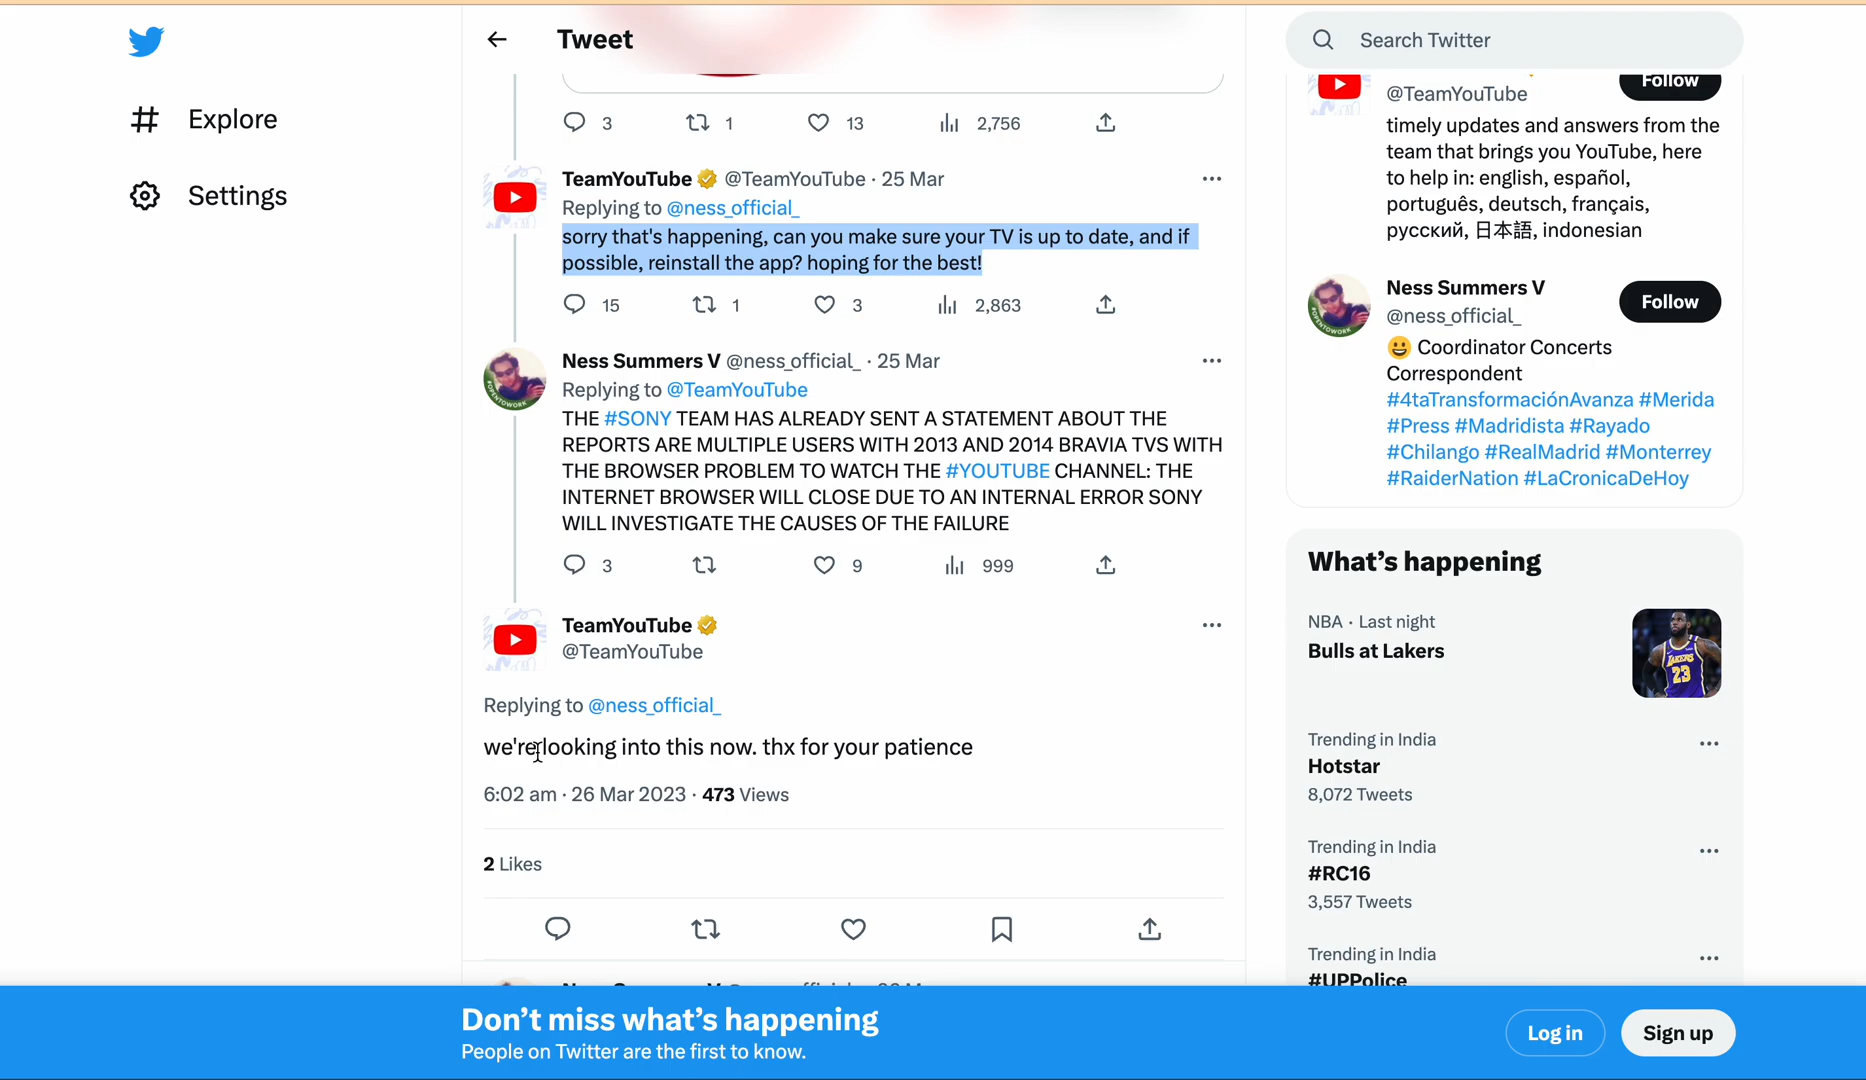 Explore
Settings
Tweet
3 1 13 2,756
TeamYouTube @TeamYouTube · 25 Mar
Replying to @ness_official_
sorry that's happening, can you make sure your TV is up to date, and if
possible, reinstall the app? hoping for the best!
15 1 3 2,863
Ness Summers V @ness_official_ · 25 Mar
Replying to @TeamYouTube
THE #SONY TEAM HAS ALREADY SENT A STATEMENT ABOUT THE
REPORTS ARE MULTIPLE USERS WITH 2013 AND 2014 BRAVIA TVS WITH
THE BROWSER PROBLEM TO WATCH THE #YOUTUBE CHANNEL: THE
INTERNET BROWSER WILL CLOSE DUE TO AN INTERNAL ERROR SONY
WILL INVESTIGATE THE CAUSES OF THE FAILURE
3 9 999
TeamYouTube
@TeamYouTube
Replying to @ness_official_
we're looking into this now. thx for your patience
6:02 am · 26 Mar 2023 · 473 Views
2 Likes
Search Twitter
Follow
@TeamYouTube
timely updates and answers from the
team that brings you YouTube, here
to help in: english, español,
português, deutsch, français,
русский, 日本語, indonesian
Ness Summers V
Follow
@ness_official_
#OPENTOWORK
😀 Coordinator Concerts
Correspondent
#4taTransformaciónAvanza #Merida
#Press #Madridista #Rayado
#Chilango #RealMadrid #Monterrey
#RaiderNation #LaCronicaDeHoy
What's happening
NBA · Last night
Bulls at Lakers
LAKERS
23
Trending in India
Hotstar
8,072 Tweets
Trending in India
#RC16
3,557 Tweets
Trending in India
#UPPolice
Don't miss what's happening
People on Twitter are the first to know.
Log in
Sign up